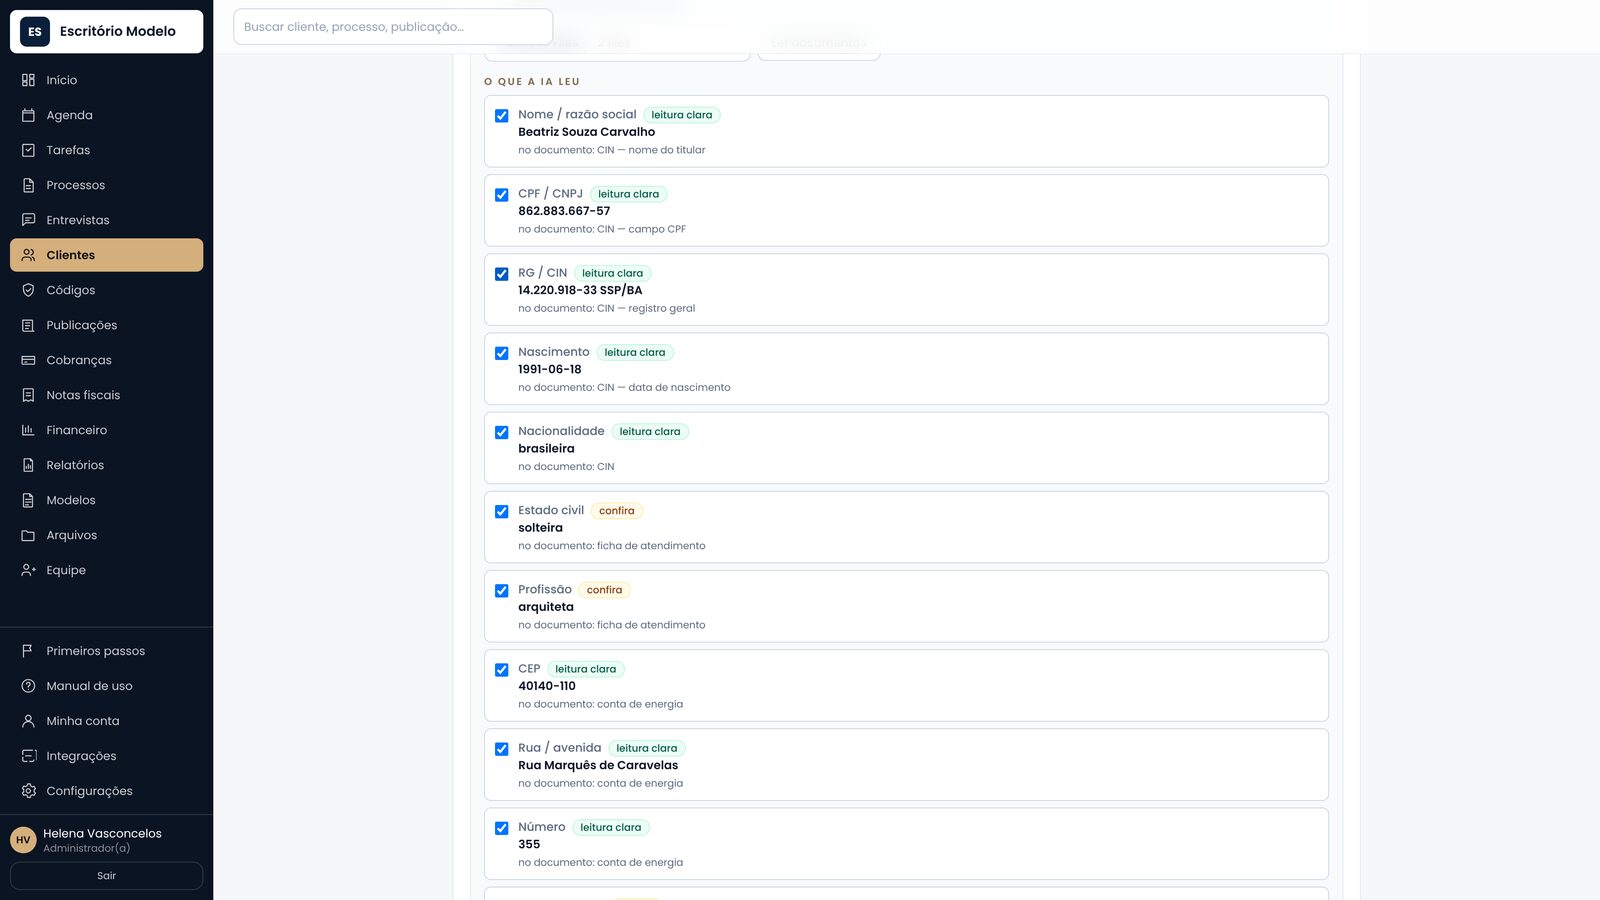 ES Escritório Modelo
Início
Agenda
Tarefas
Processos
Entrevistas
Clientes
Códigos
Publicações
Cobranças
Notas fiscais
Financeiro
Relatórios
Modelos
Arquivos
Equipe
Primeiros passos
Manual de uso
Minha conta
Integrações
Configurações
HV Helena Vasconcelos
Administrador(a)
Sair
Buscar cliente, processo, publicação...
O QUE A IA LEU
Nome / razão social leitura clara
Beatriz Souza Carvalho
no documento: CIN — nome do titular
CPF / CNPJ leitura clara
862.883.667-57
no documento: CIN — campo CPF
RG / CIN leitura clara
14.220.918-33 SSP/BA
no documento: CIN — registro geral
Nascimento leitura clara
1991-06-18
no documento: CIN — data de nascimento
Nacionalidade leitura clara
brasileira
no documento: CIN
Estado civil confira
solteira
no documento: ficha de atendimento
Profissão confira
arquiteta
no documento: ficha de atendimento
CEP leitura clara
40140-110
no documento: conta de energia
Rua / avenida leitura clara
Rua Marquês de Caravelas
no documento: conta de energia
Número leitura clara
355
no documento: conta de energia